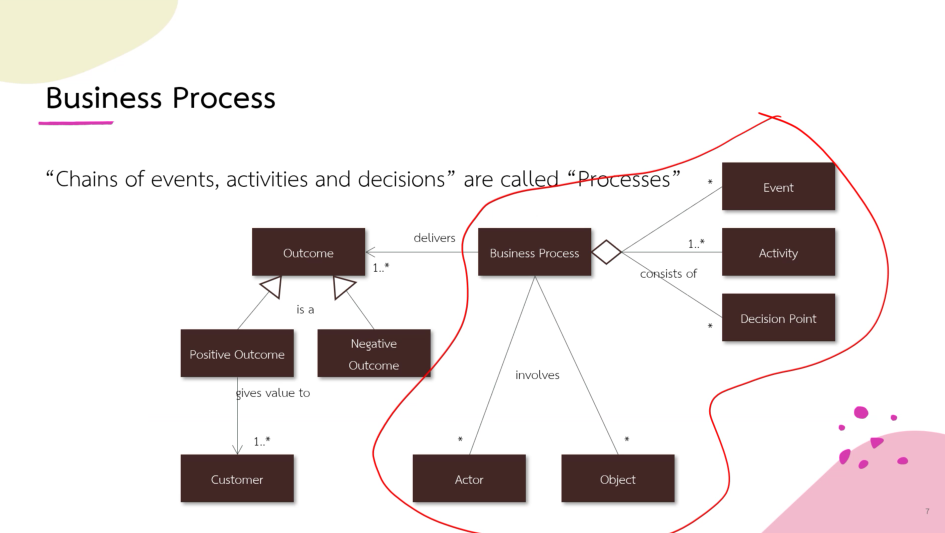 Business Process
“Chains of events, activities and decisions” are called “Processes”
*
Event
delivers
Outcome
Business Process
1..*
Activity
1..*
consists of
is a
Decision Point
*
Positive Outcome
Negative
Outcome
involves
gives value to
1..*
*
*
Customer
Actor
Object
7